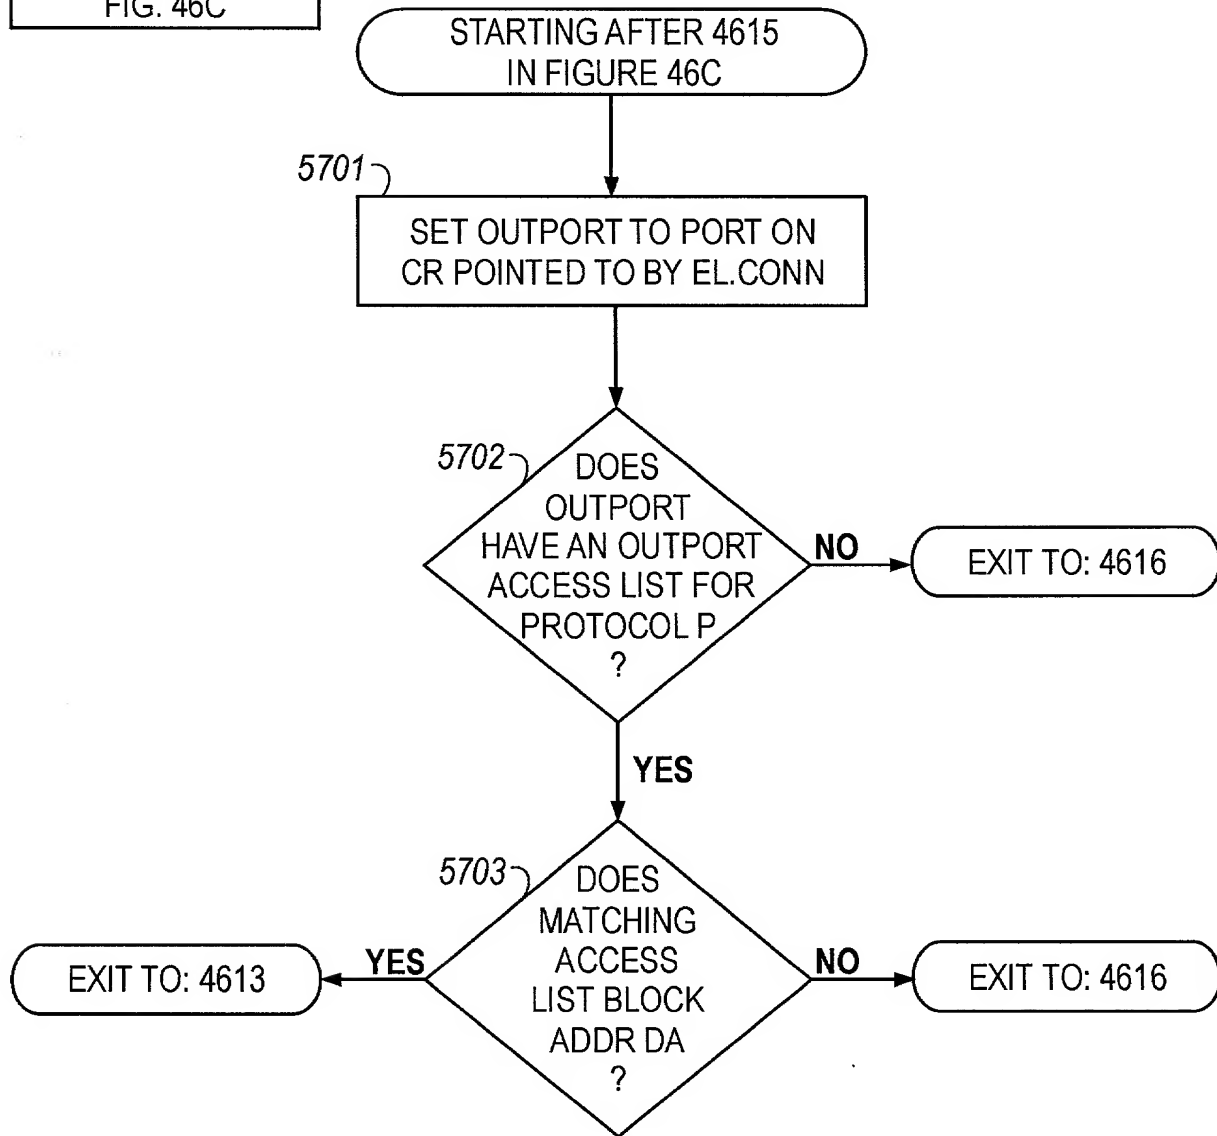 FIG. 46C
STARTING AFTER 4615
IN FIGURE 46C
5701
SET OUTPORT TO PORT ON
CR POINTED TO BY EL.CONN
5702
DOES
OUTPORT
HAVE AN OUTPORT
ACCESS LIST FOR
PROTOCOL P
?
NO
EXIT TO: 4616
YES
5703
DOES
MATCHING
ACCESS
LIST BLOCK
ADDR DA
?
YES
EXIT TO: 4613
NO
EXIT TO: 4616